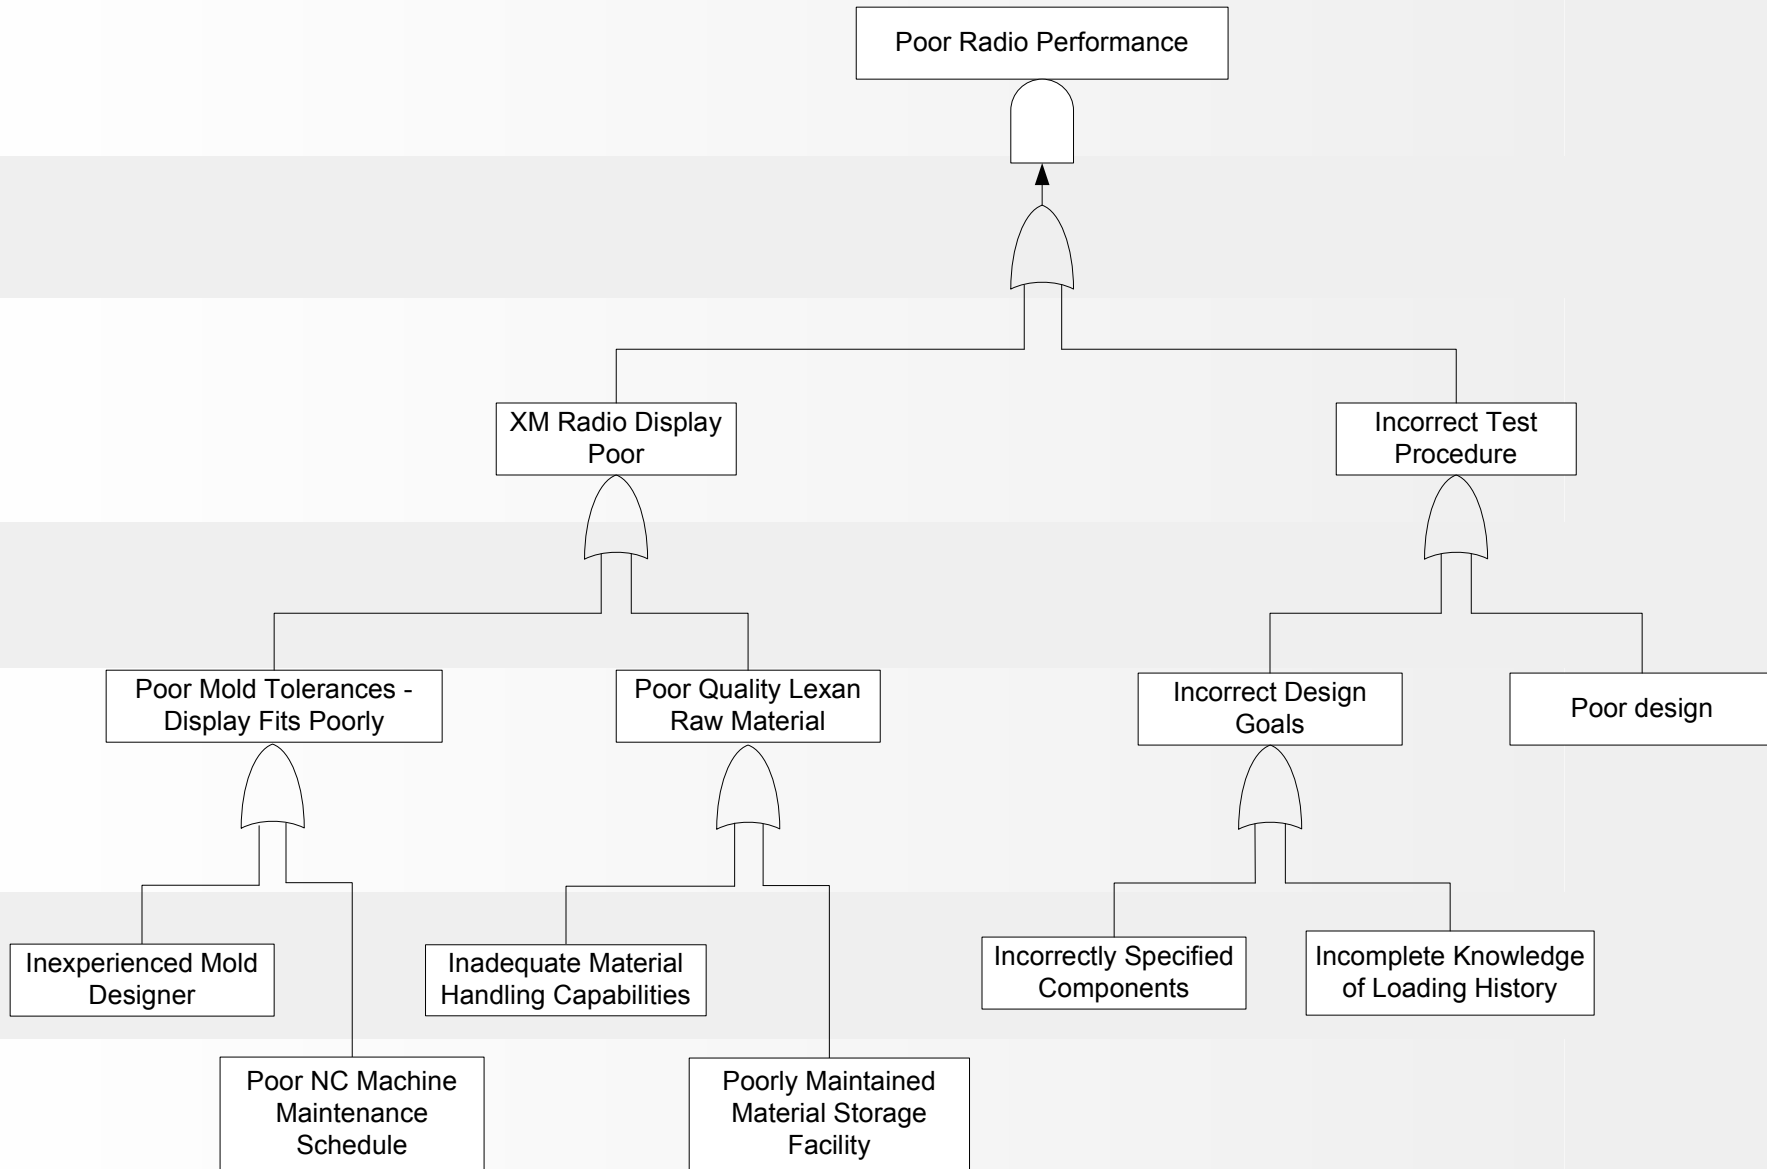 Poor Radio Performance
XM Radio Display
Poor
Incorrect Test
Procedure
Poor Mold Tolerances -
Display Fits Poorly
Poor Quality Lexan
Raw Material
Incorrect Design
Goals
Poor design
Inexperienced Mold
Designer
Inadequate Material
Handling Capabilities
Incorrectly Specified
Components
Incomplete Knowledge
of Loading History
Poor NC Machine
Maintenance
Schedule
Poorly Maintained
Material Storage
Facility